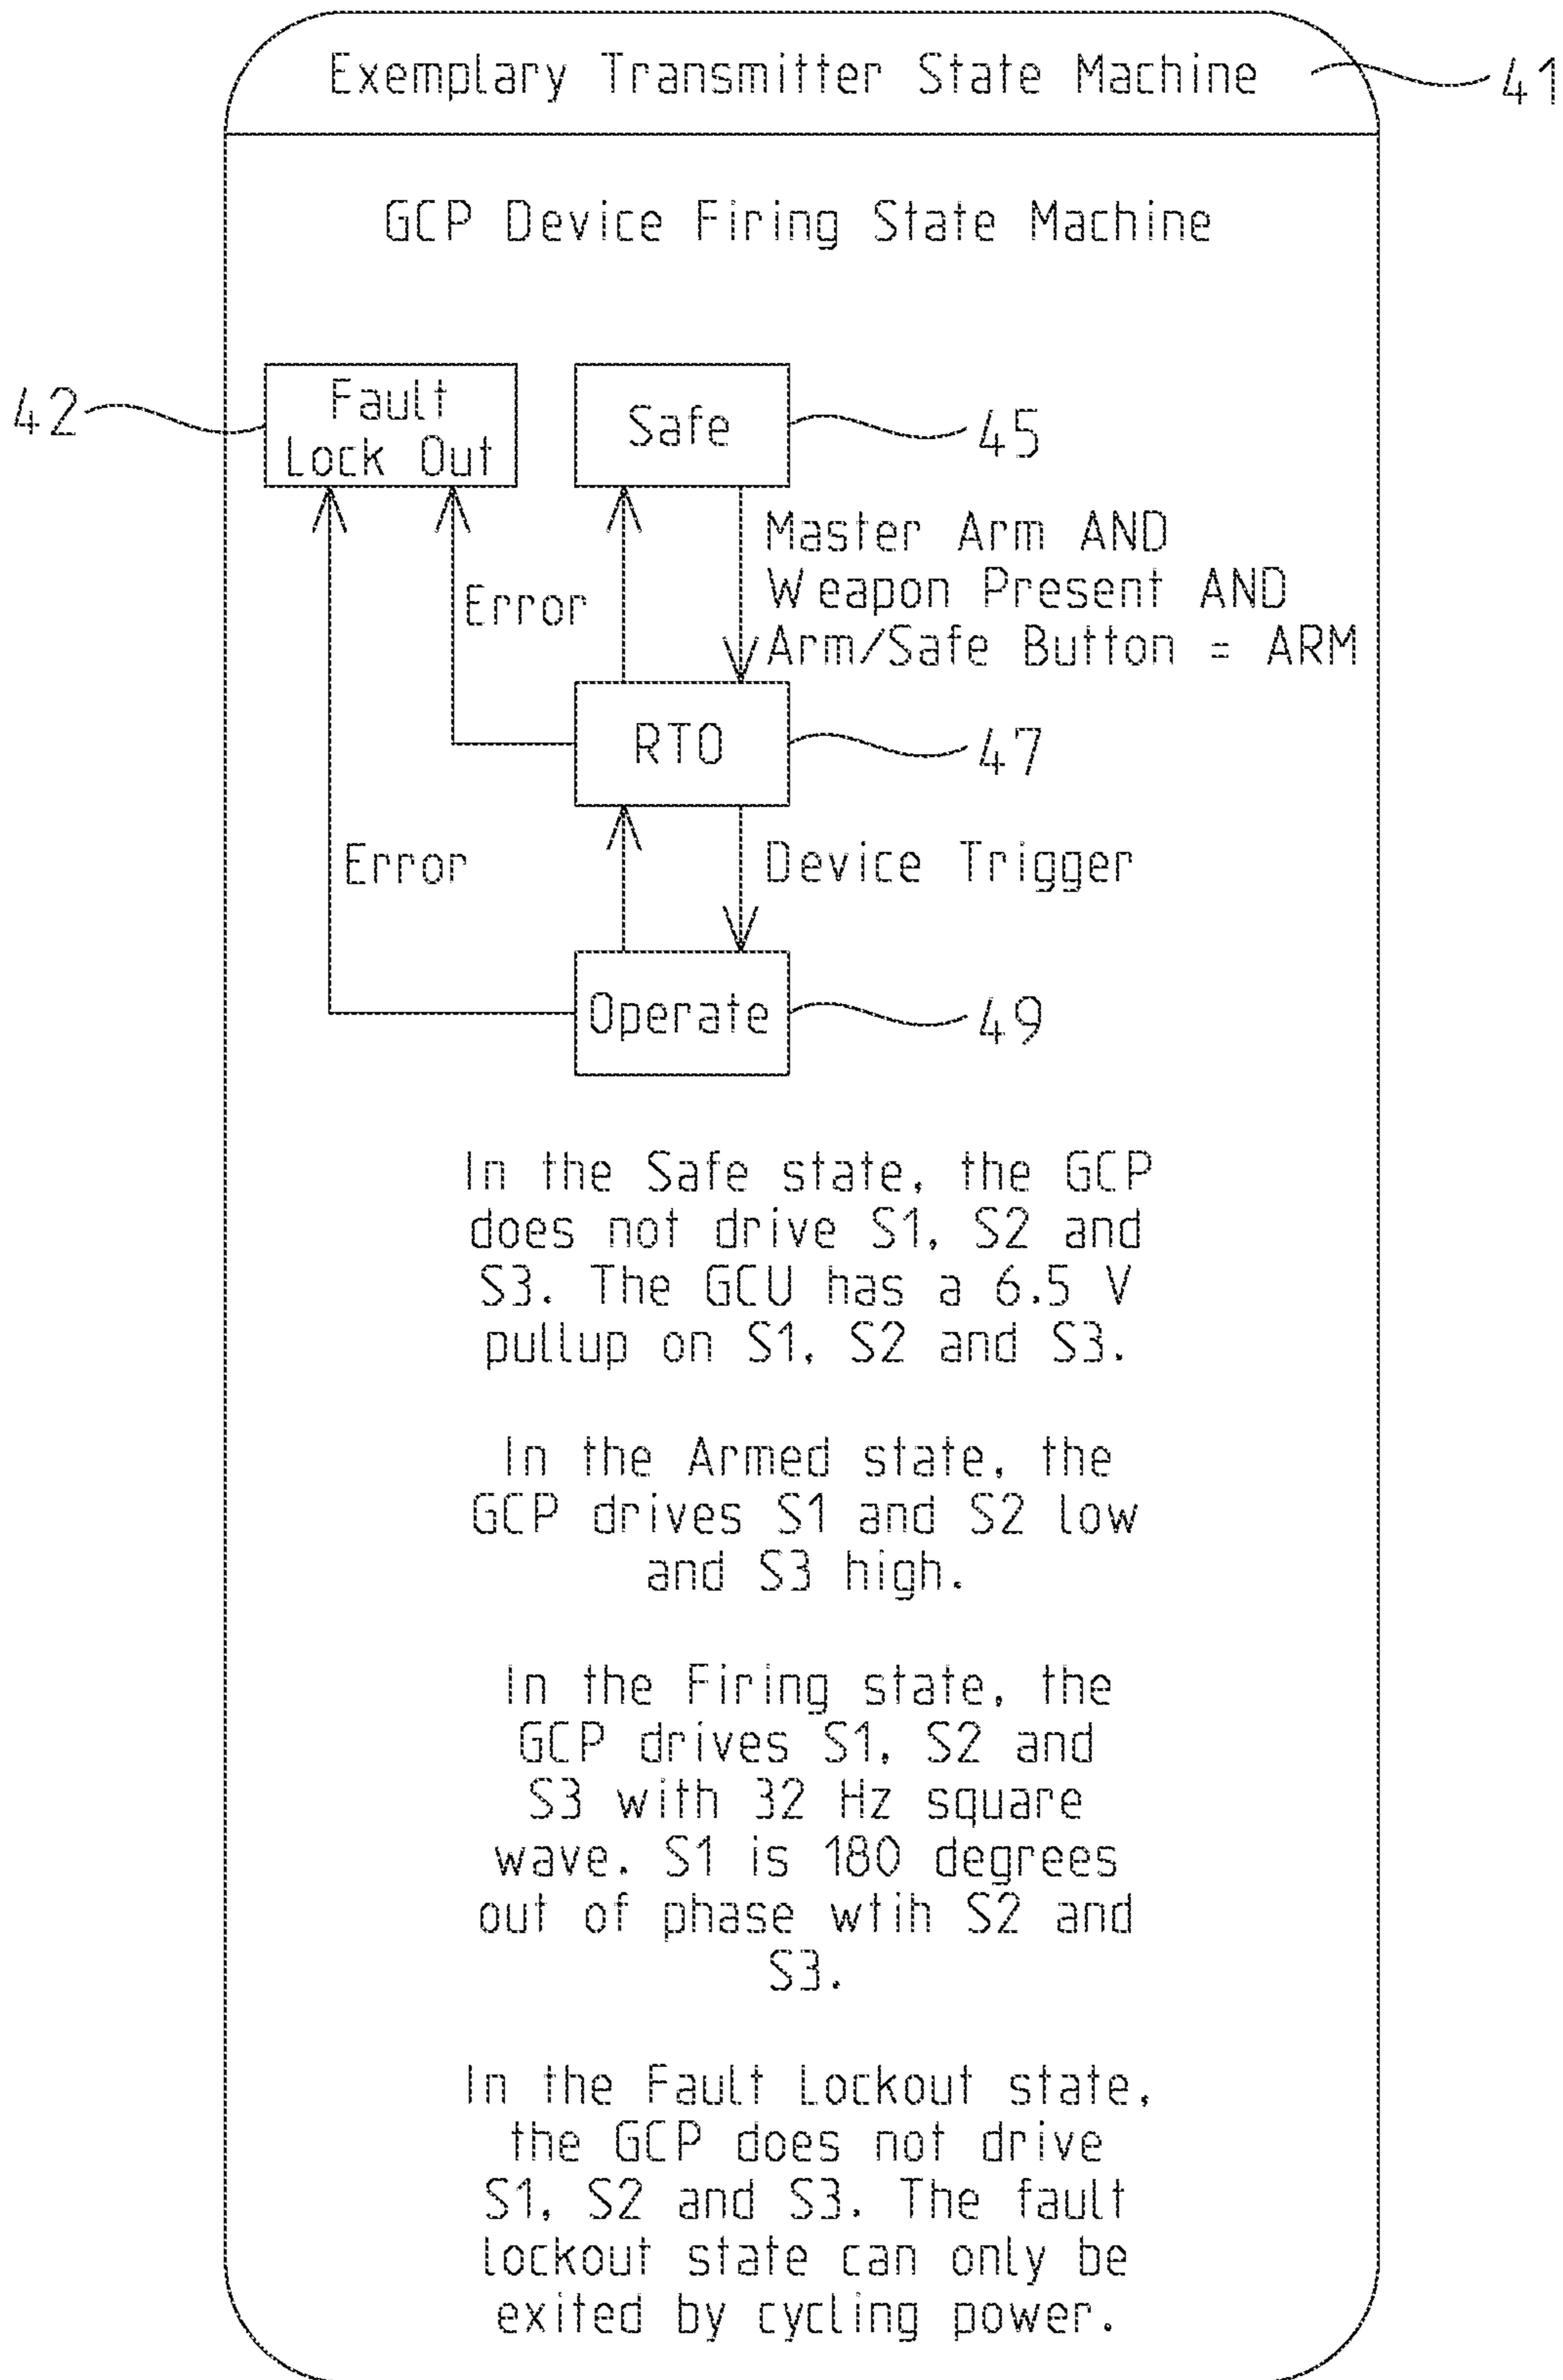 Exemplary Transmitter State Machine
41
GCP Device Firing State Machine
42
Fault
Lock Out
Safe
45
Master Arm AND
Weapon Present AND
Arm/Safe Button = ARM
Error
RTO
47
Error
Device Trigger
Operate
49
In the Safe state, the GCP
does not drive S1, S2 and
S3. The GCU has a 6.5 V
pullup on S1, S2 and S3.
In the Armed state, the
GCP drives S1 and S2 low
and S3 high.
In the Firing state, the
GCP drives S1, S2 and
S3 with 32 Hz square
wave. S1 is 180 degrees
out of phase wtih S2 and
S3.
In the Fault Lockout state,
the GCP does not drive
S1, S2 and S3. The fault
lockout state can only be
exited by cycling power.